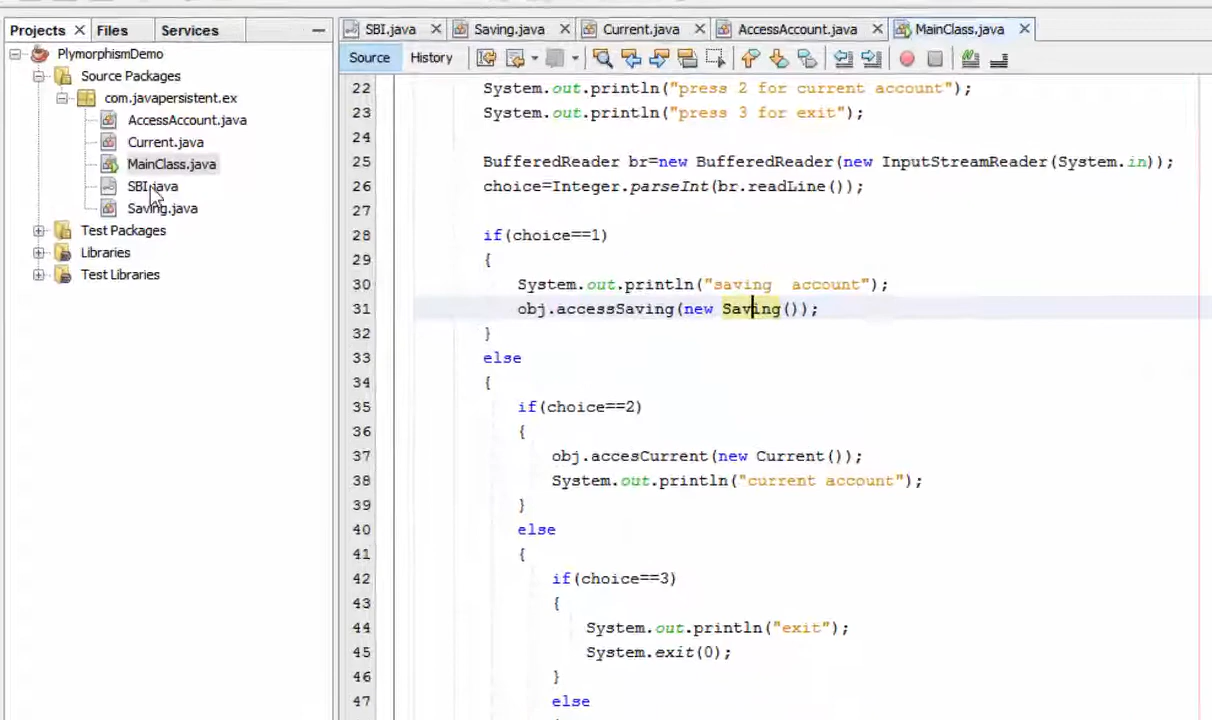 Projects Files Services
PlymorphismDemo
Source Packages
com.javapersistent.ex
AccessAccount.java
Current.java
MainClass.java
SBI.java
Saving.java
Test Packages
Libraries
Test Libraries
SBI.java Saving.java Current.java AccessAccount.java MainClass.java
Source History
22 System.out.println("press 2 for current account");
23 System.out.println("press 3 for exit");
24
25 BufferedReader br=new BufferedReader(new InputStreamReader(System.in));
26 choice=Integer.parseInt(br.readLine());
27
28 if(choice==1)
29 {
30 System.out.println("saving  account");
31 obj.accessSaving(new Saving());
32 }
33 else
34 {
35 if(choice==2)
36 {
37 obj.accesCurrent(new Current());
38 System.out.println("current account");
39 }
40 else
41 {
42 if(choice==3)
43 {
44 System.out.println("exit");
45 System.exit(0);
46 }
47 else